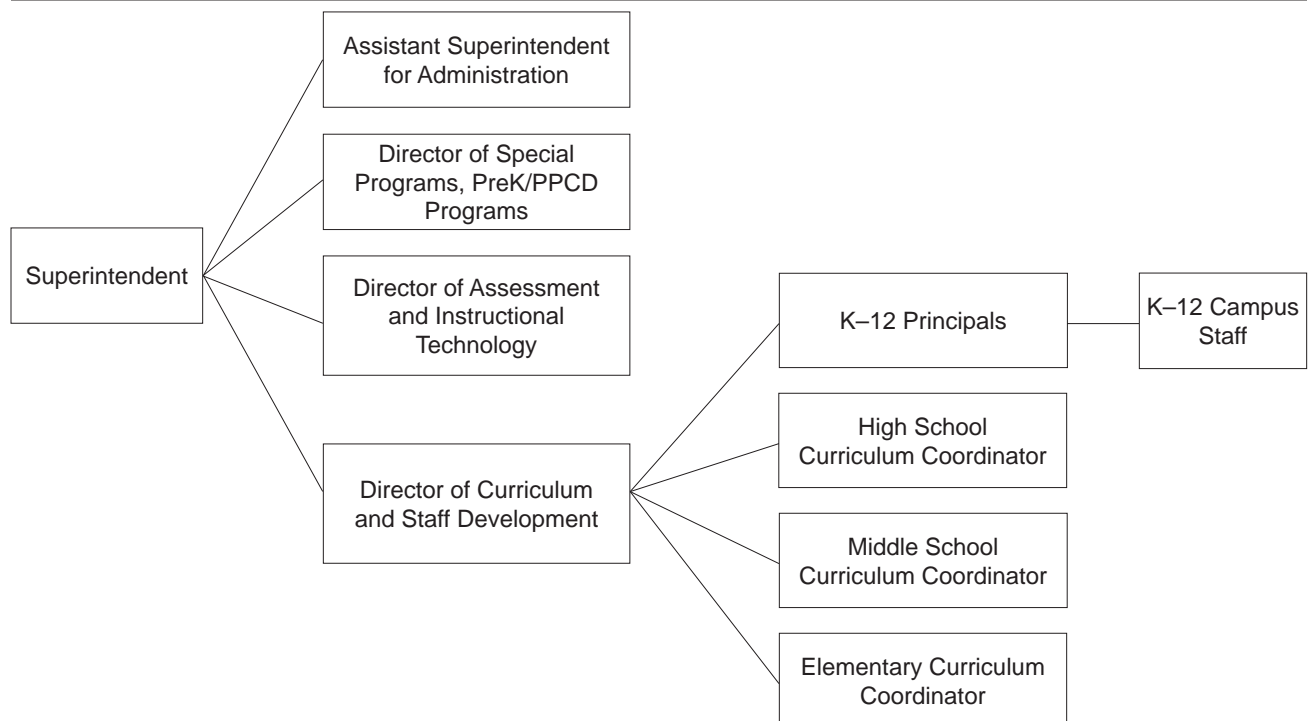 Assistant Superintendent
for Administration
Director of Special
Programs, PreK/PPCD
Programs
Superintendent
Director of Assessment
and Instructional
Technology
K–12 Principals
K–12 Campus
Staff
High School
Curriculum Coordinator
Director of Curriculum
and Staff Development
Middle School
Curriculum Coordinator
Elementary Curriculum
Coordinator